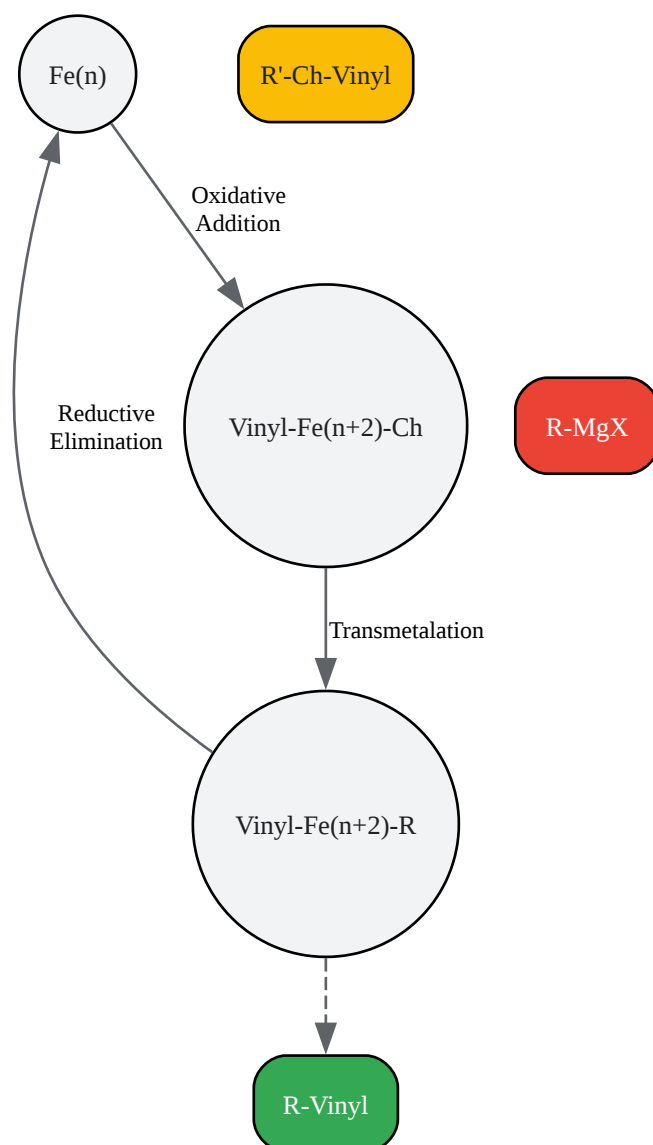 Fe(n)
R'-Ch-Vinyl
Oxidative
Addition
Vinyl-Fe(n+2)-Ch
R-MgX
Reductive
Elimination
Transmetalation
Vinyl-Fe(n+2)-R
R-Vinyl